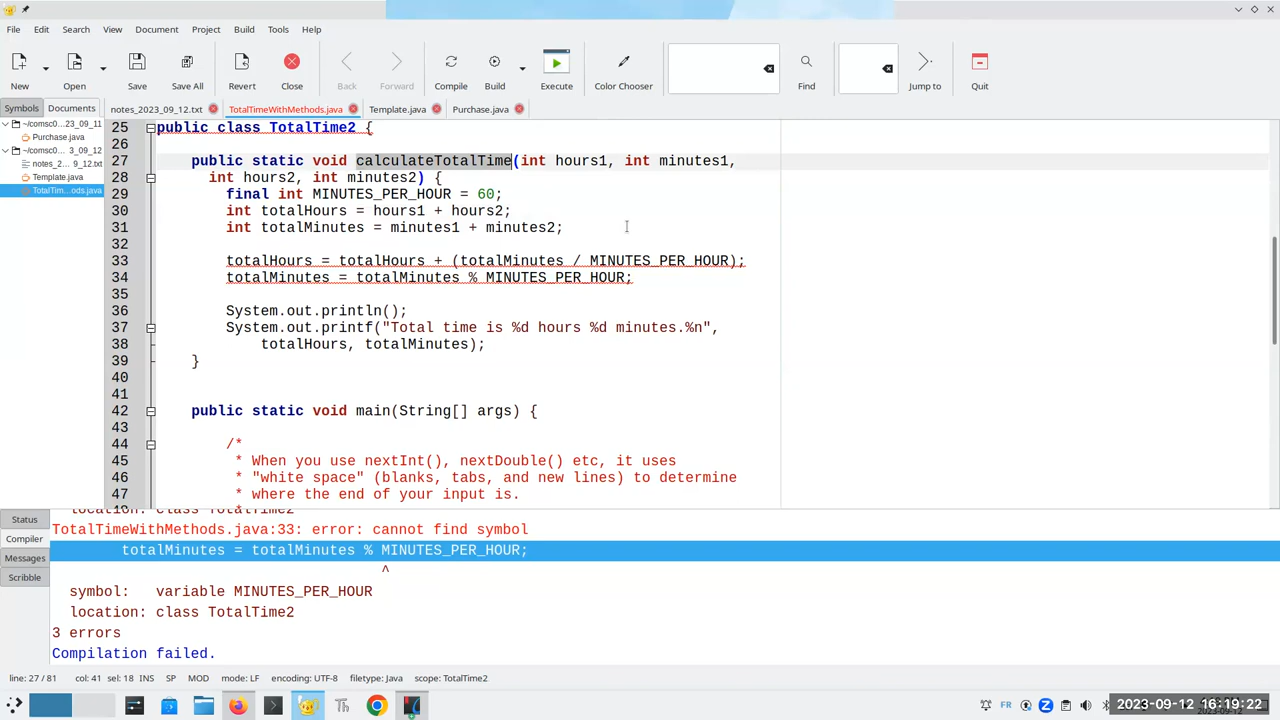 File Edit Search View Document Project Build Tools Help
New Open Save Save All Revert Close Back Forward Compile Build Execute Color Chooser Find Jump to Quit
Symbols Documents notes_2023_09_12.txt TotalTimeWithMethods.java Template.java Purchase.java
~/comsc0... 23_09_11
Purchase.java
~/comsc0... 3_09_12
notes_2... 9_12.txt
Template.java
TotalTim...ods.java
25 public class TotalTime2 {
26
27 public static void calculateTotalTime(int hours1, int minutes1,
28 int hours2, int minutes2) {
29 final int MINUTES_PER_HOUR = 60;
30 int totalHours = hours1 + hours2;
31 int totalMinutes = minutes1 + minutes2;
32
33 totalHours = totalHours + (totalMinutes / MINUTES_PER_HOUR);
34 totalMinutes = totalMinutes % MINUTES_PER_HOUR;
35
36 System.out.println();
37 System.out.printf("Total time is %d hours %d minutes.%n",
38 totalHours, totalMinutes);
39 }
40
41
42 public static void main(String[] args) {
43
44 /*
45 * When you use nextInt(), nextDouble() etc, it uses
46 * "white space" (blanks, tabs, and new lines) to determine
47 * where the end of your input is.
Status
Compiler
Messages
Scribble
location: class TotalTime2
TotalTimeWithMethods.java:33: error: cannot find symbol
totalMinutes = totalMinutes % MINUTES_PER_HOUR;
^
symbol: variable MINUTES_PER_HOUR
location: class TotalTime2
3 errors
Compilation failed.
line: 27 / 81 col: 41 sel: 18 INS SP MOD mode: LF encoding: UTF-8 filetype: Java scope: TotalTime2
FR 2023-09-12 16:19:22